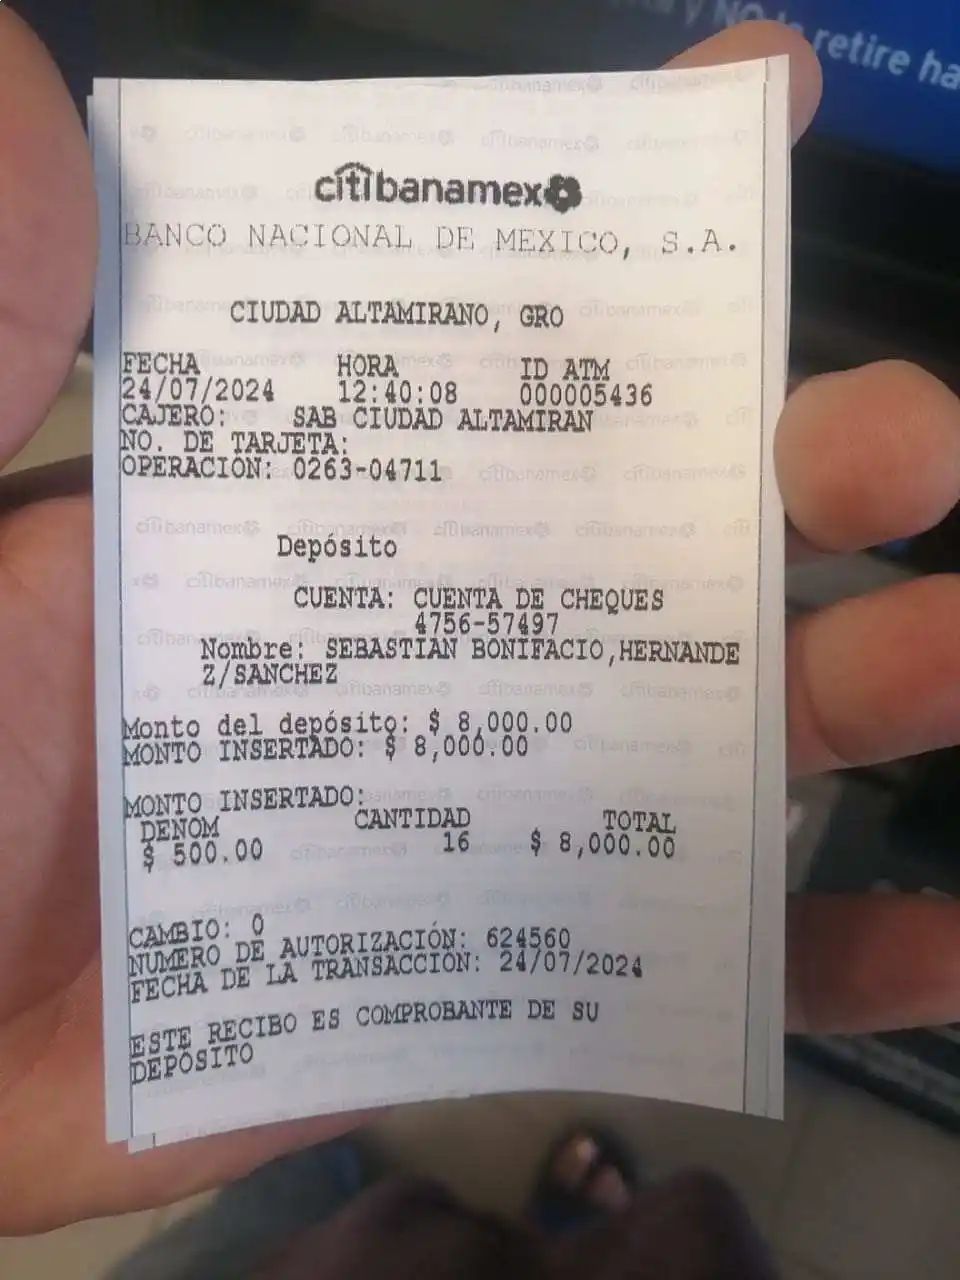 y NO retire ha
citibanamex
BANCO NACIONAL DE MEXICO, S.A.
CIUDAD ALTAMIRANO, GRO
FECHA HORA ID ATM
24/07/2024 12:40:08 000005436
CAJERO: SAB CIUDAD ALTAMIRAN
NO. DE TARJETA:
OPERACIÓN: 0263-04711
Depósito
CUENTA: CUENTA DE CHEQUES
4756-57497
Nombre: SEBASTIAN BONIFACIO,HERNANDE
Z/SANCHEZ
Monto del depósito: $ 8,000.00
MONTO INSERTADO: $ 8,000.00
MONTO INSERTADO:
DENOM CANTIDAD TOTAL
$ 500.00 16 $ 8,000.00
CAMBIO: 0
NUMERO DE AUTORIZACIÓN: 624560
FECHA DE LA TRANSACCIÓN: 24/07/2024
ESTE RECIBO ES COMPROBANTE DE SU
DEPÓSITO